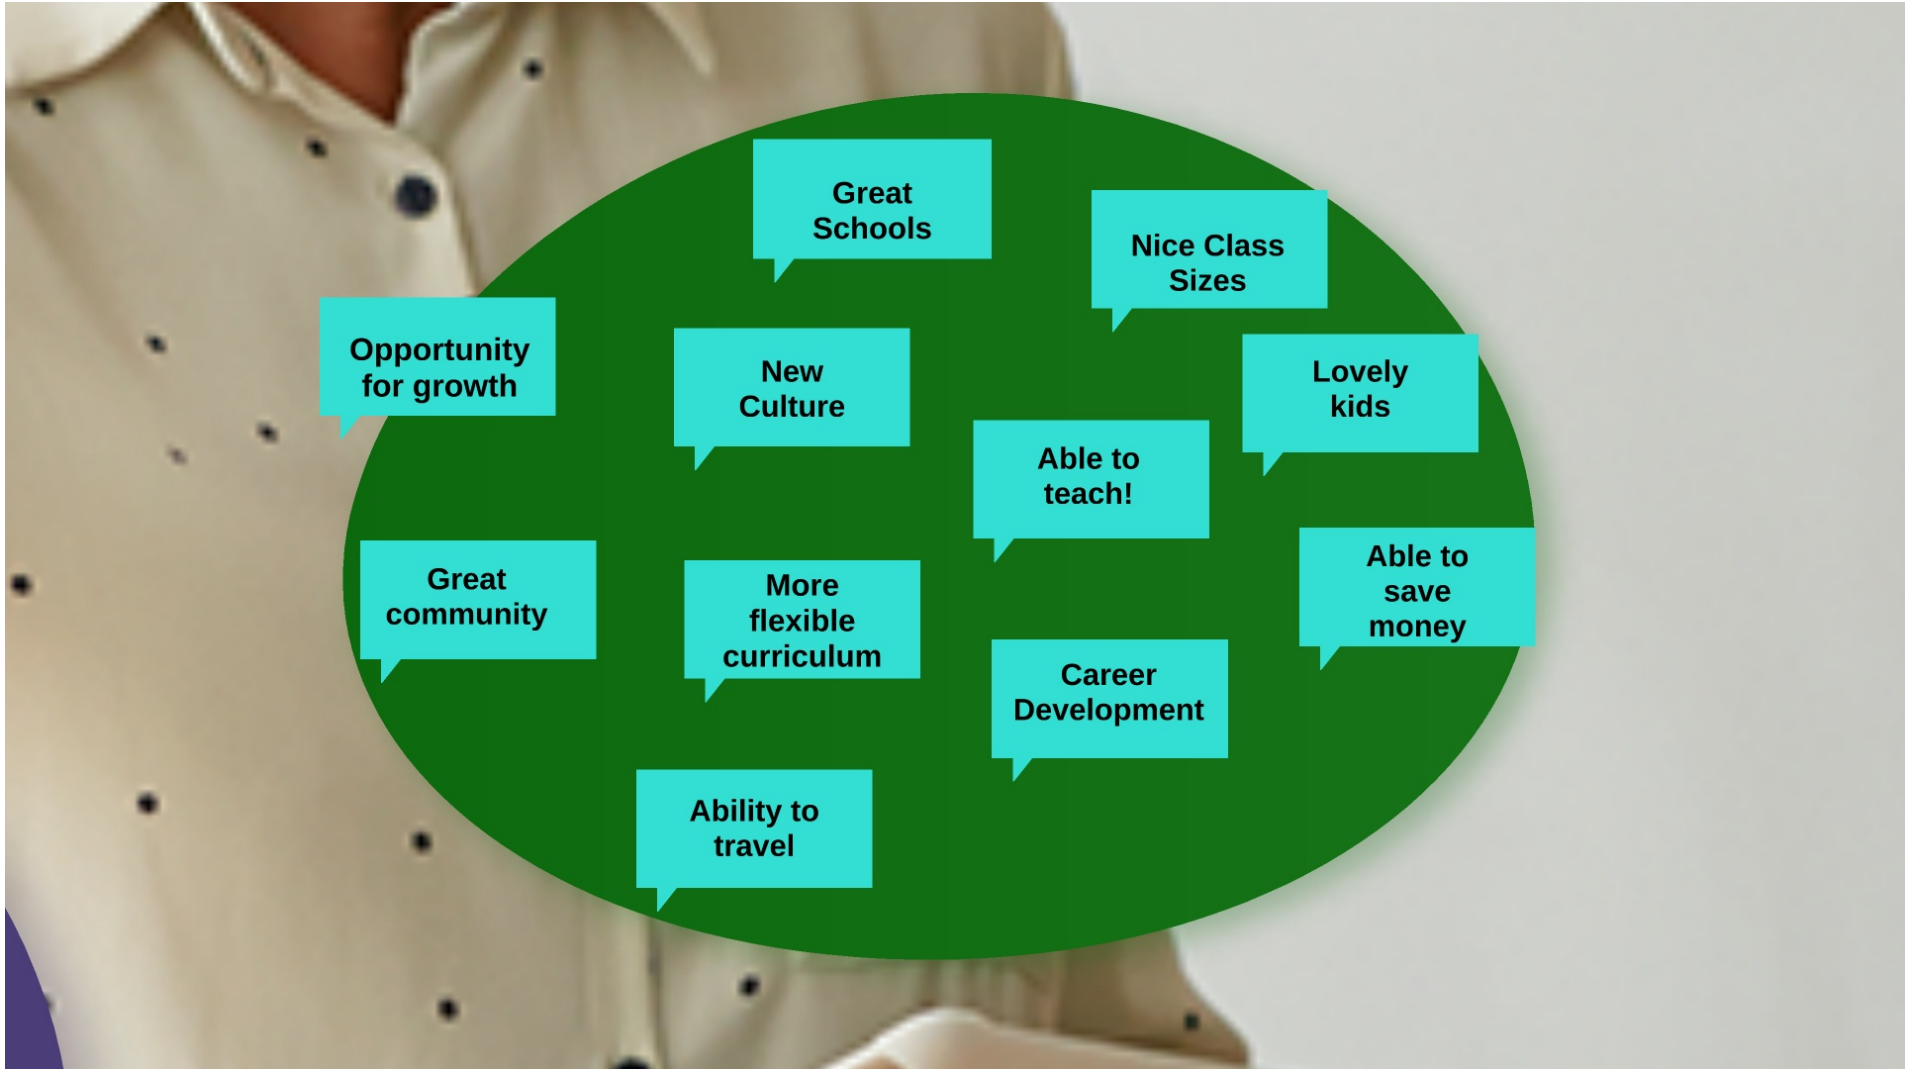 Great
Schools
Nice Class
Sizes
Opportunity
for growth
New
Culture
Lovely
kids
Able to
teach!
Great
community
More
flexible
curriculum
Able to
save
money
Career
Development
Ability to
travel